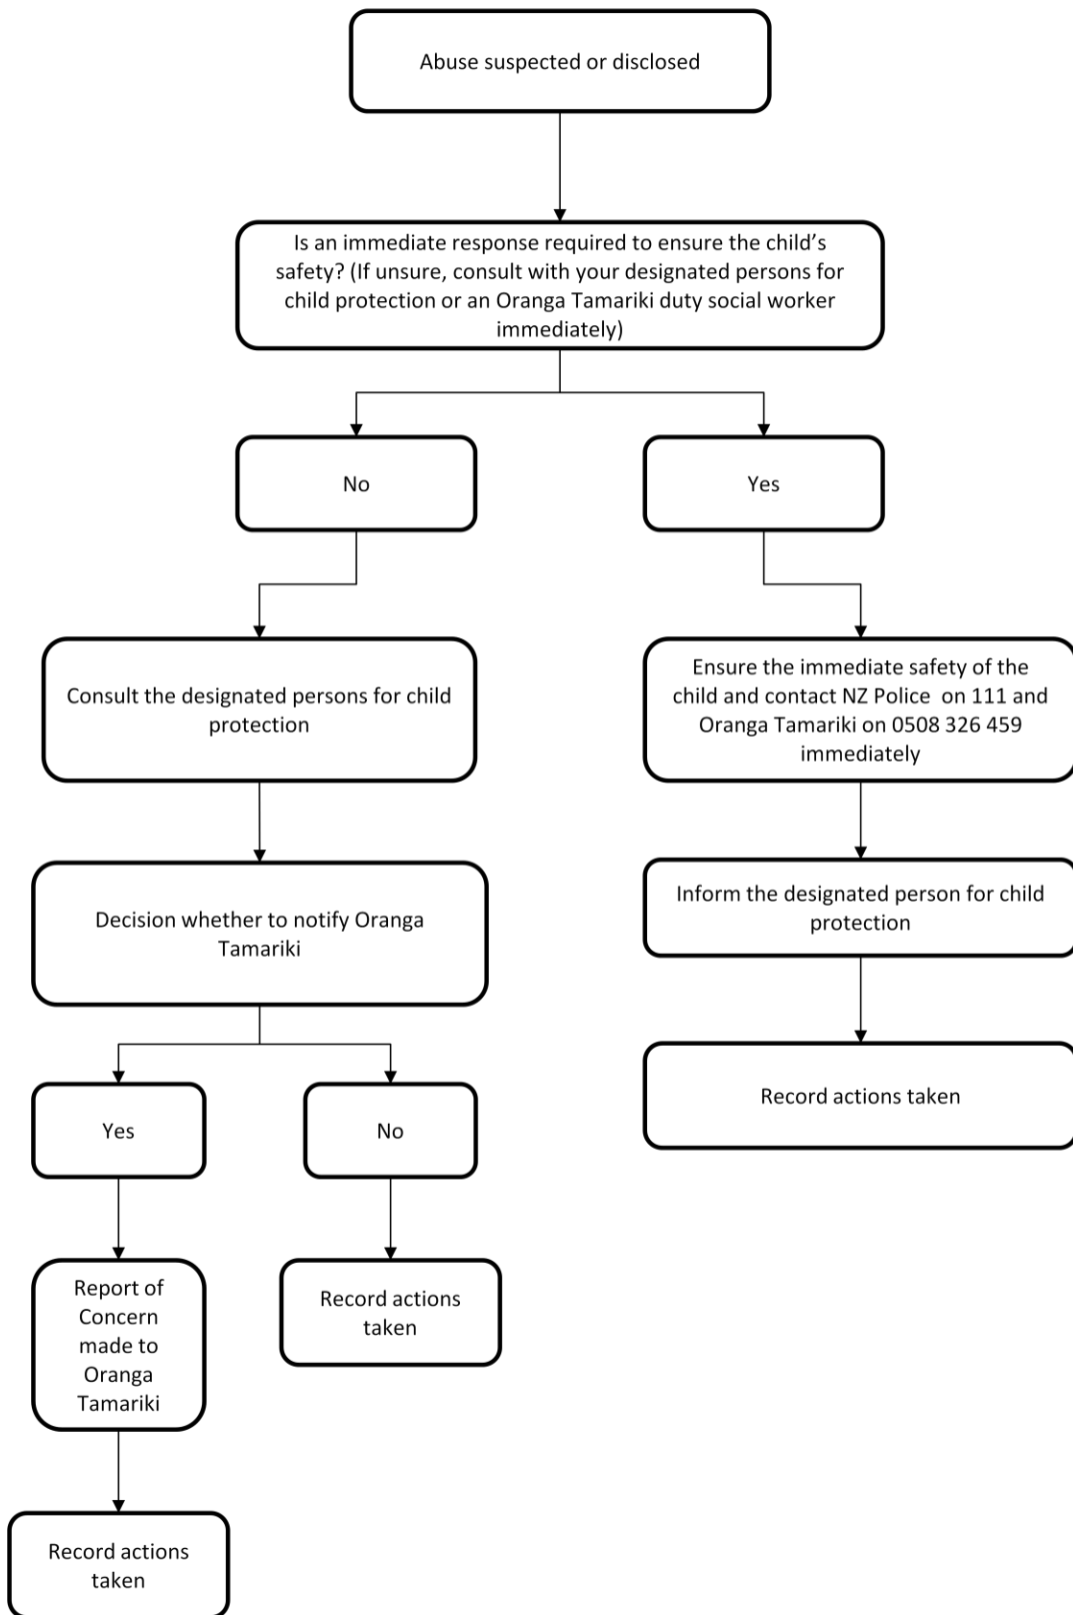 Abuse suspected or disclosed
Is an immediate response required to ensure the child’s
safety? (If unsure, consult with your designated persons for
child protection or an Oranga Tamariki duty social worker
immediately)
No
Yes
Consult the designated persons for child
protection
Ensure the immediate safety of the
child and contact NZ Police  on 111 and
Oranga Tamariki on 0508 326 459
immediately
Decision whether to notify Oranga
Tamariki
Inform the designated person for child
protection
Record actions taken
Yes
No
Report of
Concern
made to
Oranga
Tamariki
Record actions
taken
Record actions
taken